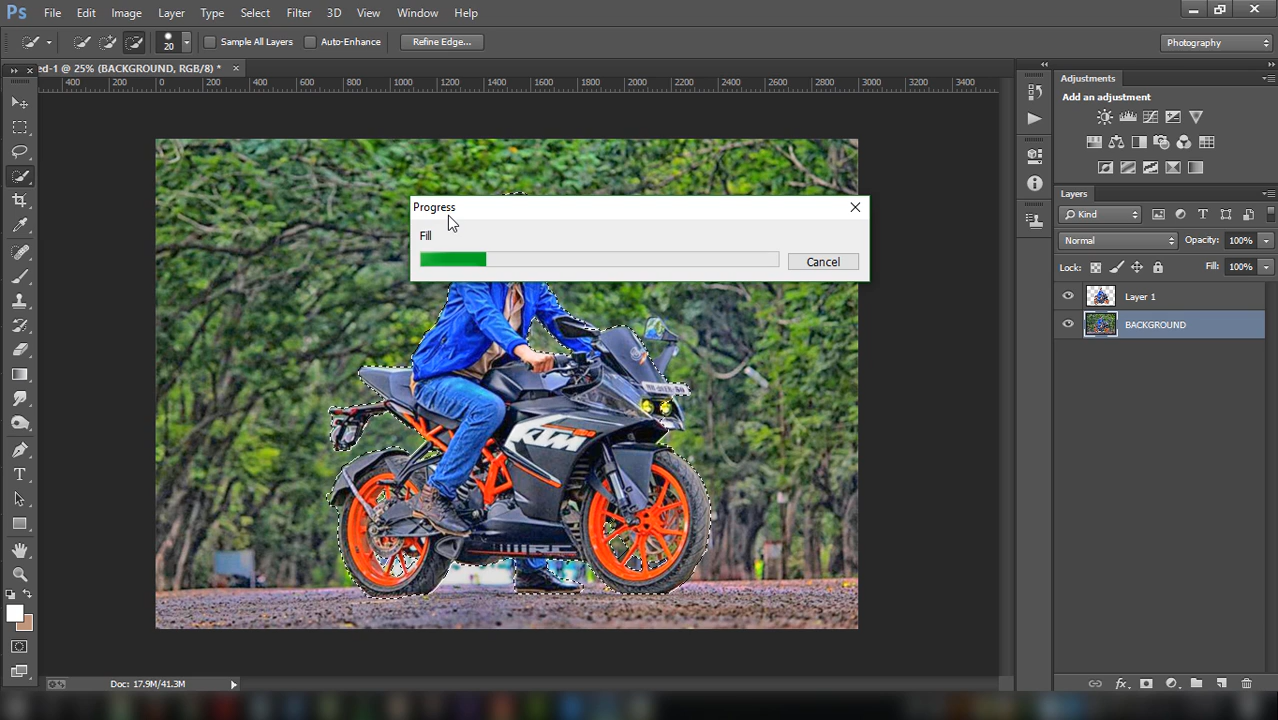 Ps File Edit Image Layer Type Select Filter 3D View Window Help
20 Sample All Layers Auto-Enhance Refine Edge... Photography
ed-1 @ 25% (BACKGROUND, RGB/8) * ×
400 200 0 200 400 600 800 1000 1200 1400 1600 1800 2000 2200 2400 2600 2800 3000 3200 3400
Adjustments
Add an adjustment
Layers
Kind
Normal Opacity: 100%
Lock: Fill: 100%
Layer 1
BACKGROUND
Progress
Fill
Cancel
KTM
RC
Doc: 17.9M/41.3M